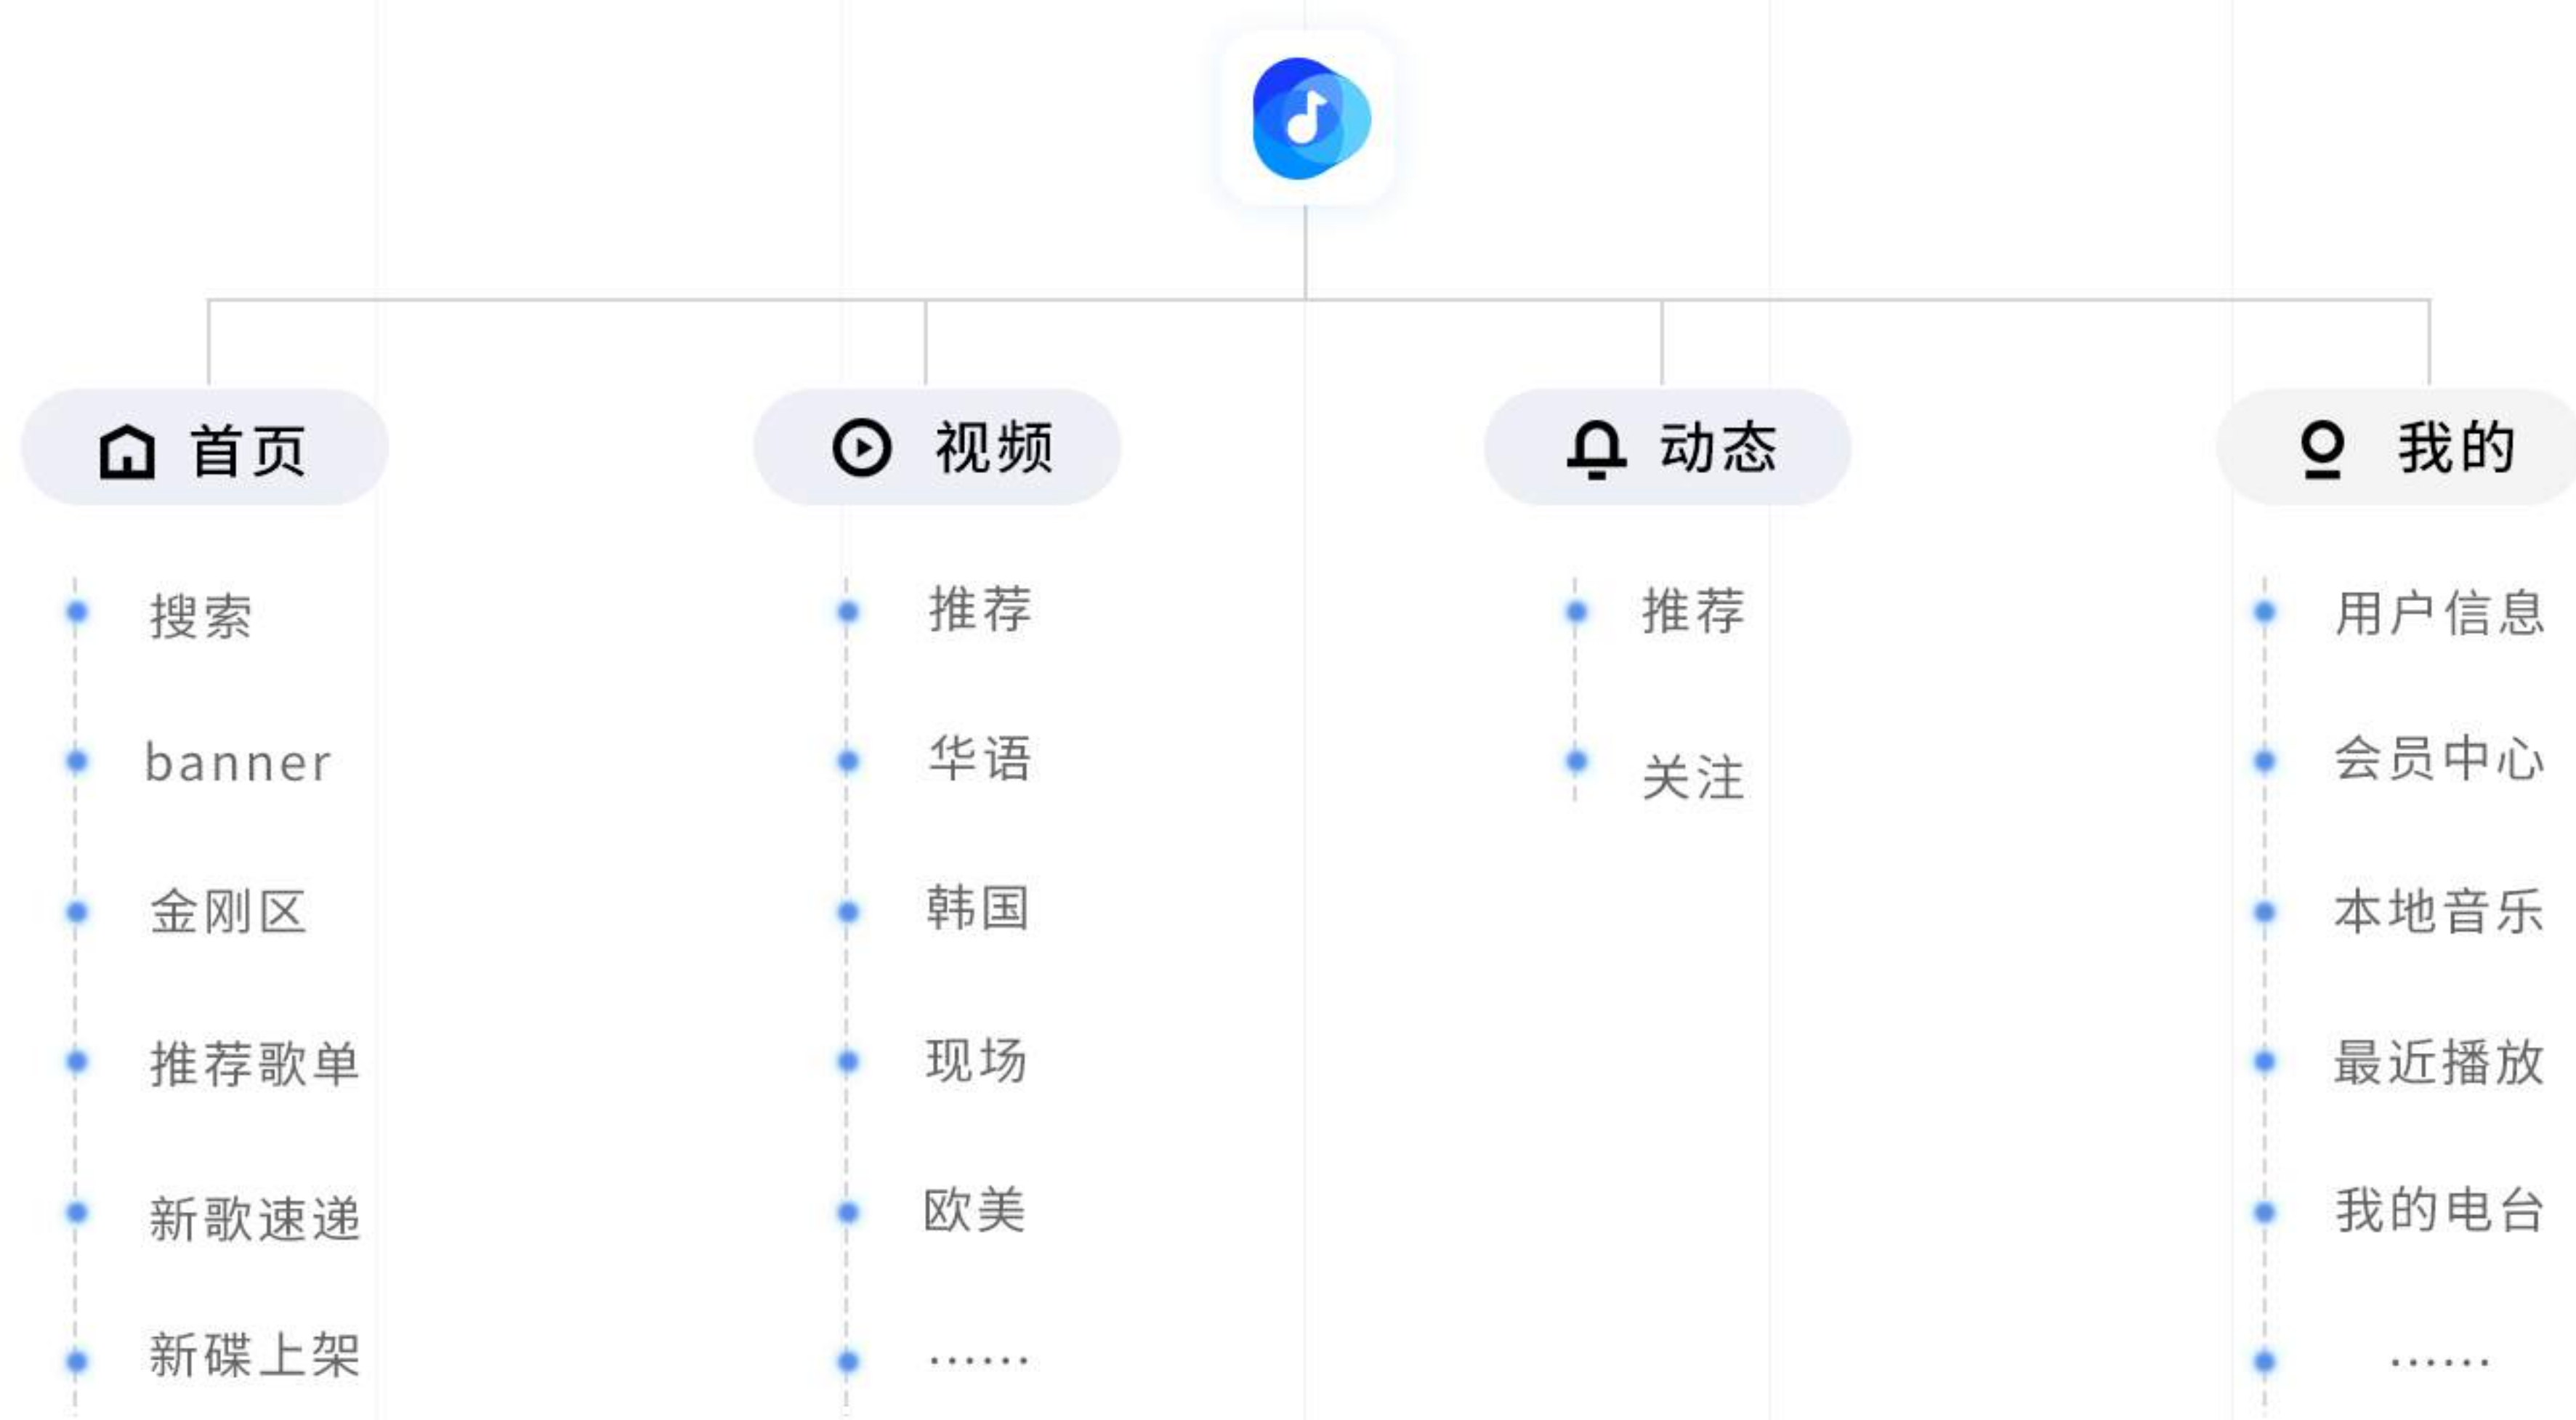 首页
搜索
banner
金刚区
推荐歌单
新歌速递
新碟上架
视频
推荐
华语
韩国
现场
欧美
······
动态
推荐
关注
我的
用户信息
会员中心
本地音乐
最近播放
我的电台
······